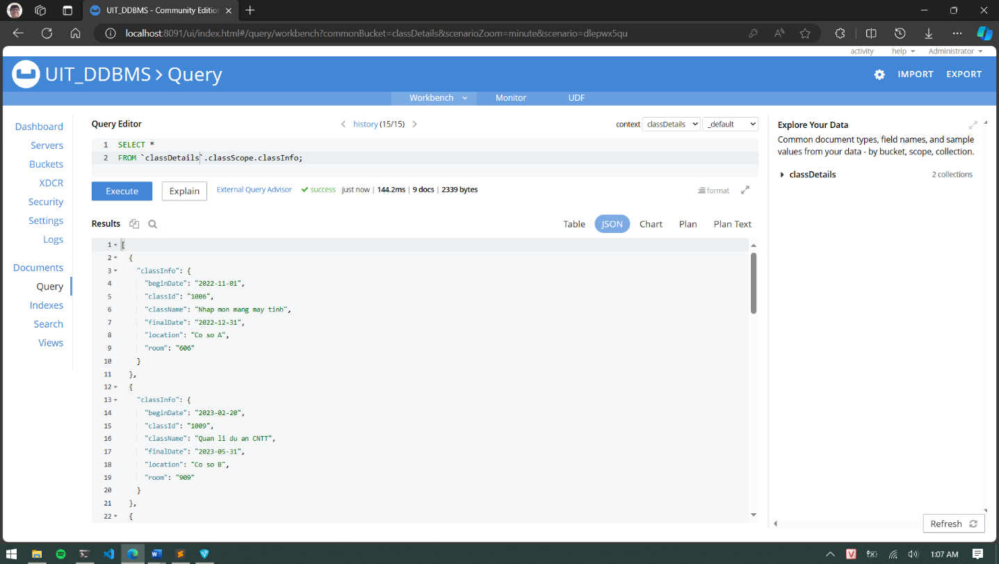 UIT_DDBMS - Community Edition
localhost:8091/ui/index.html#/query/workbench?commonBucket=classDetails&scenarioZoom=minute&scenario=dlepwx5qu
activity help Administrator
UIT_DDBMS > Query
IMPORT EXPORT
Workbench Monitor UDF
Dashboard
Servers
Buckets
XDCR
Security
Settings
Logs
Documents
Query
Indexes
Search
Views
Query Editor
history (15/15)
context classDetails _default
1 SELECT *
2 FROM `classDetails`.classScope.classInfo;
Execute Explain External Query Advisor success just now | 144.2ms | 9 docs | 2339 bytes
format
Results
Table JSON Chart Plan Plan Text
1 [
2 {
3 "classInfo": {
4 "beginDate": "2022-11-01",
5 "classId": "1006",
6 "className": "Nhap mon mang may tinh",
7 "finalDate": "2022-12-31",
8 "location": "Co so A",
9 "room": "606"
10 }
11 },
12 {
13 "classInfo": {
14 "beginDate": "2023-02-20",
15 "classId": "1009",
16 "className": "Quan li du an CNTT",
17 "finalDate": "2023-05-31",
18 "location": "Co so B",
19 "room": "909"
20 }
21 },
22 {
Explore Your Data
Common document types, field names, and sample
values from your data - by bucket, scope, collection.
classDetails 2 collections
Refresh
1:07 AM